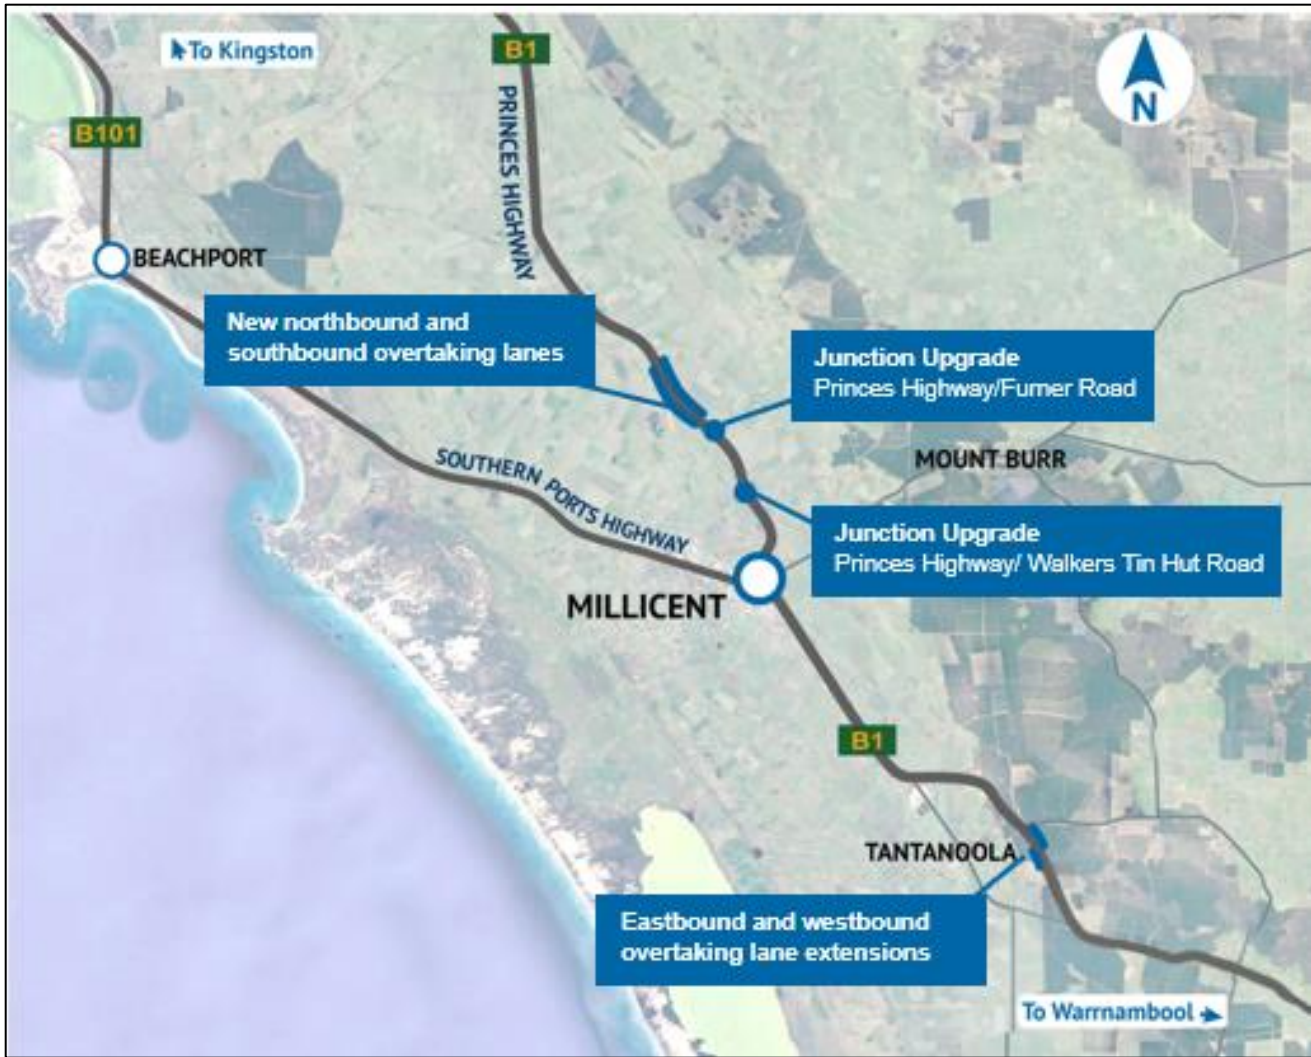 To Kingston
B1
N
PRINCES HIGHWAY
B101
BEACHPORT
New northbound and
southbound overtaking lanes
Junction Upgrade
Princes Highway/Furner Road
SOUTHERN PORTS HIGHWAY
MOUNT BURR
Junction Upgrade
Princes Highway/ Walkers Tin Hut Road
MILLICENT
B1
TANTANOOLA
Eastbound and westbound
overtaking lane extensions
To Warrnambool